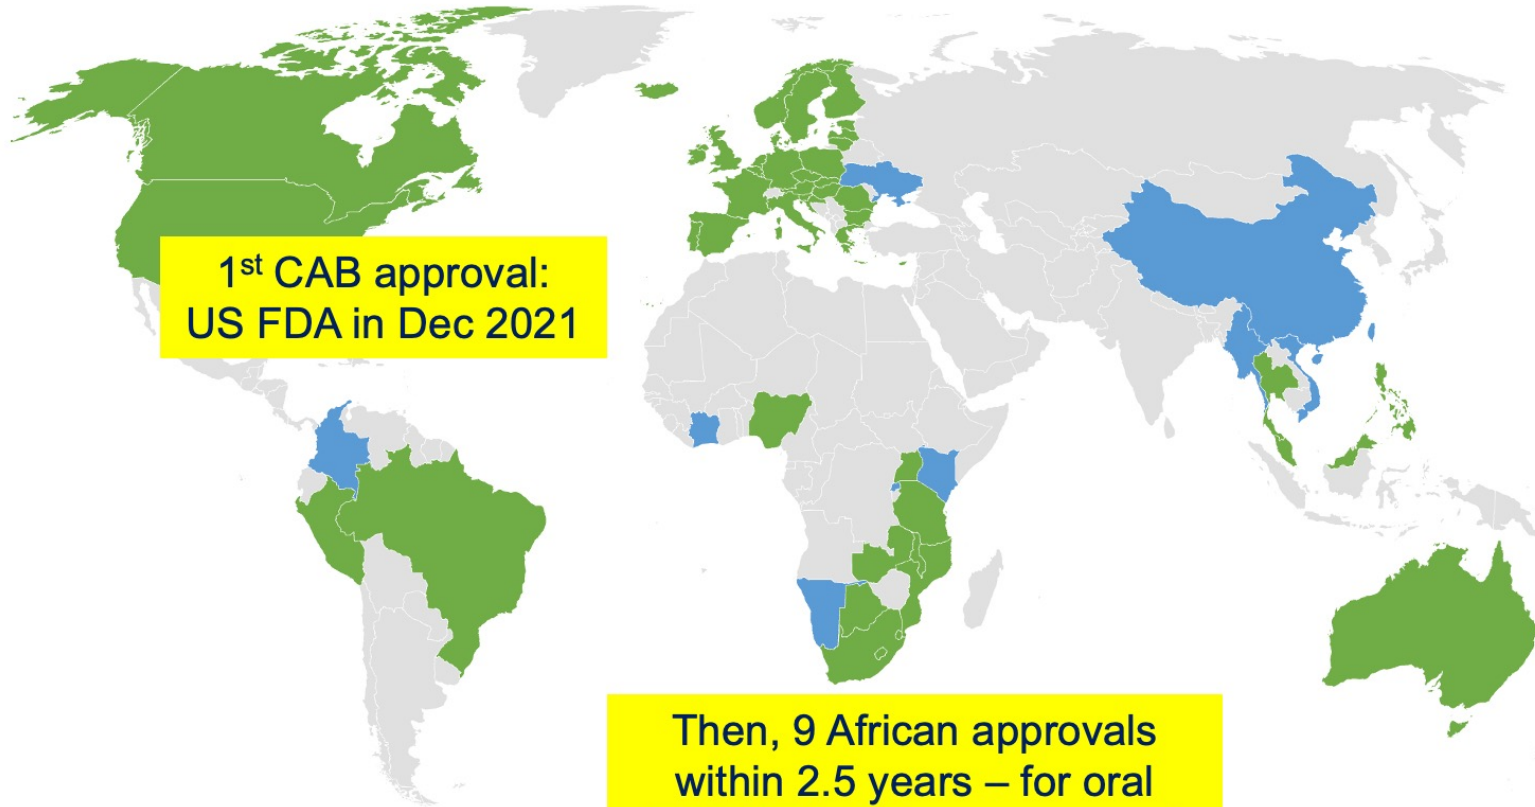 1st CAB approval:
US FDA in Dec 2021
Then, 9 African approvals
within 2.5 years – for oral